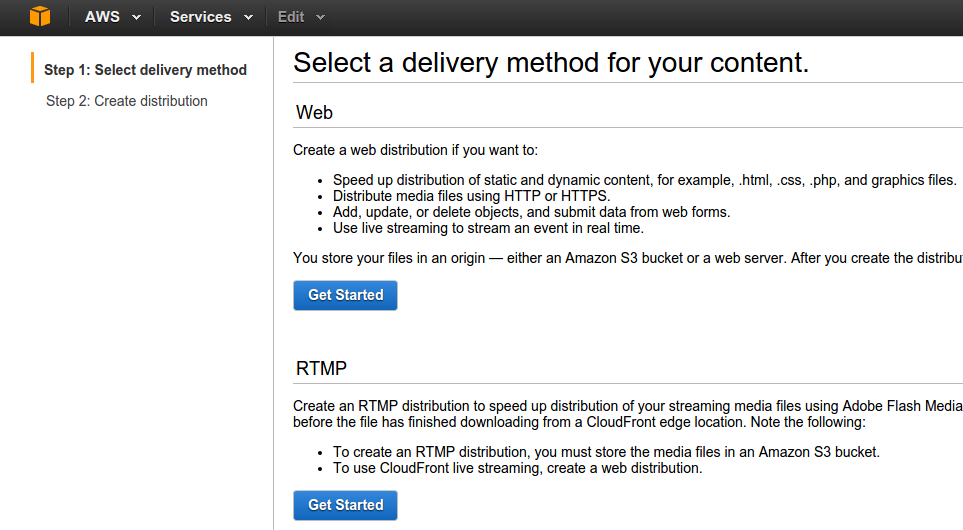 AWS Services Edit
Step 1: Select delivery method
Step 2: Create distribution
Select a delivery method for your content.
Web
Create a web distribution if you want to:
• Speed up distribution of static and dynamic content, for example, .html, .css, .php, and graphics files.
• Distribute media files using HTTP or HTTPS.
• Add, update, or delete objects, and submit data from web forms.
• Use live streaming to stream an event in real time.
You store your files in an origin — either an Amazon S3 bucket or a web server. After you create the distribu
Get Started
RTMP
Create an RTMP distribution to speed up distribution of your streaming media files using Adobe Flash Media
before the file has finished downloading from a CloudFront edge location. Note the following:
• To create an RTMP distribution, you must store the media files in an Amazon S3 bucket.
• To use CloudFront live streaming, create a web distribution.
Get Started